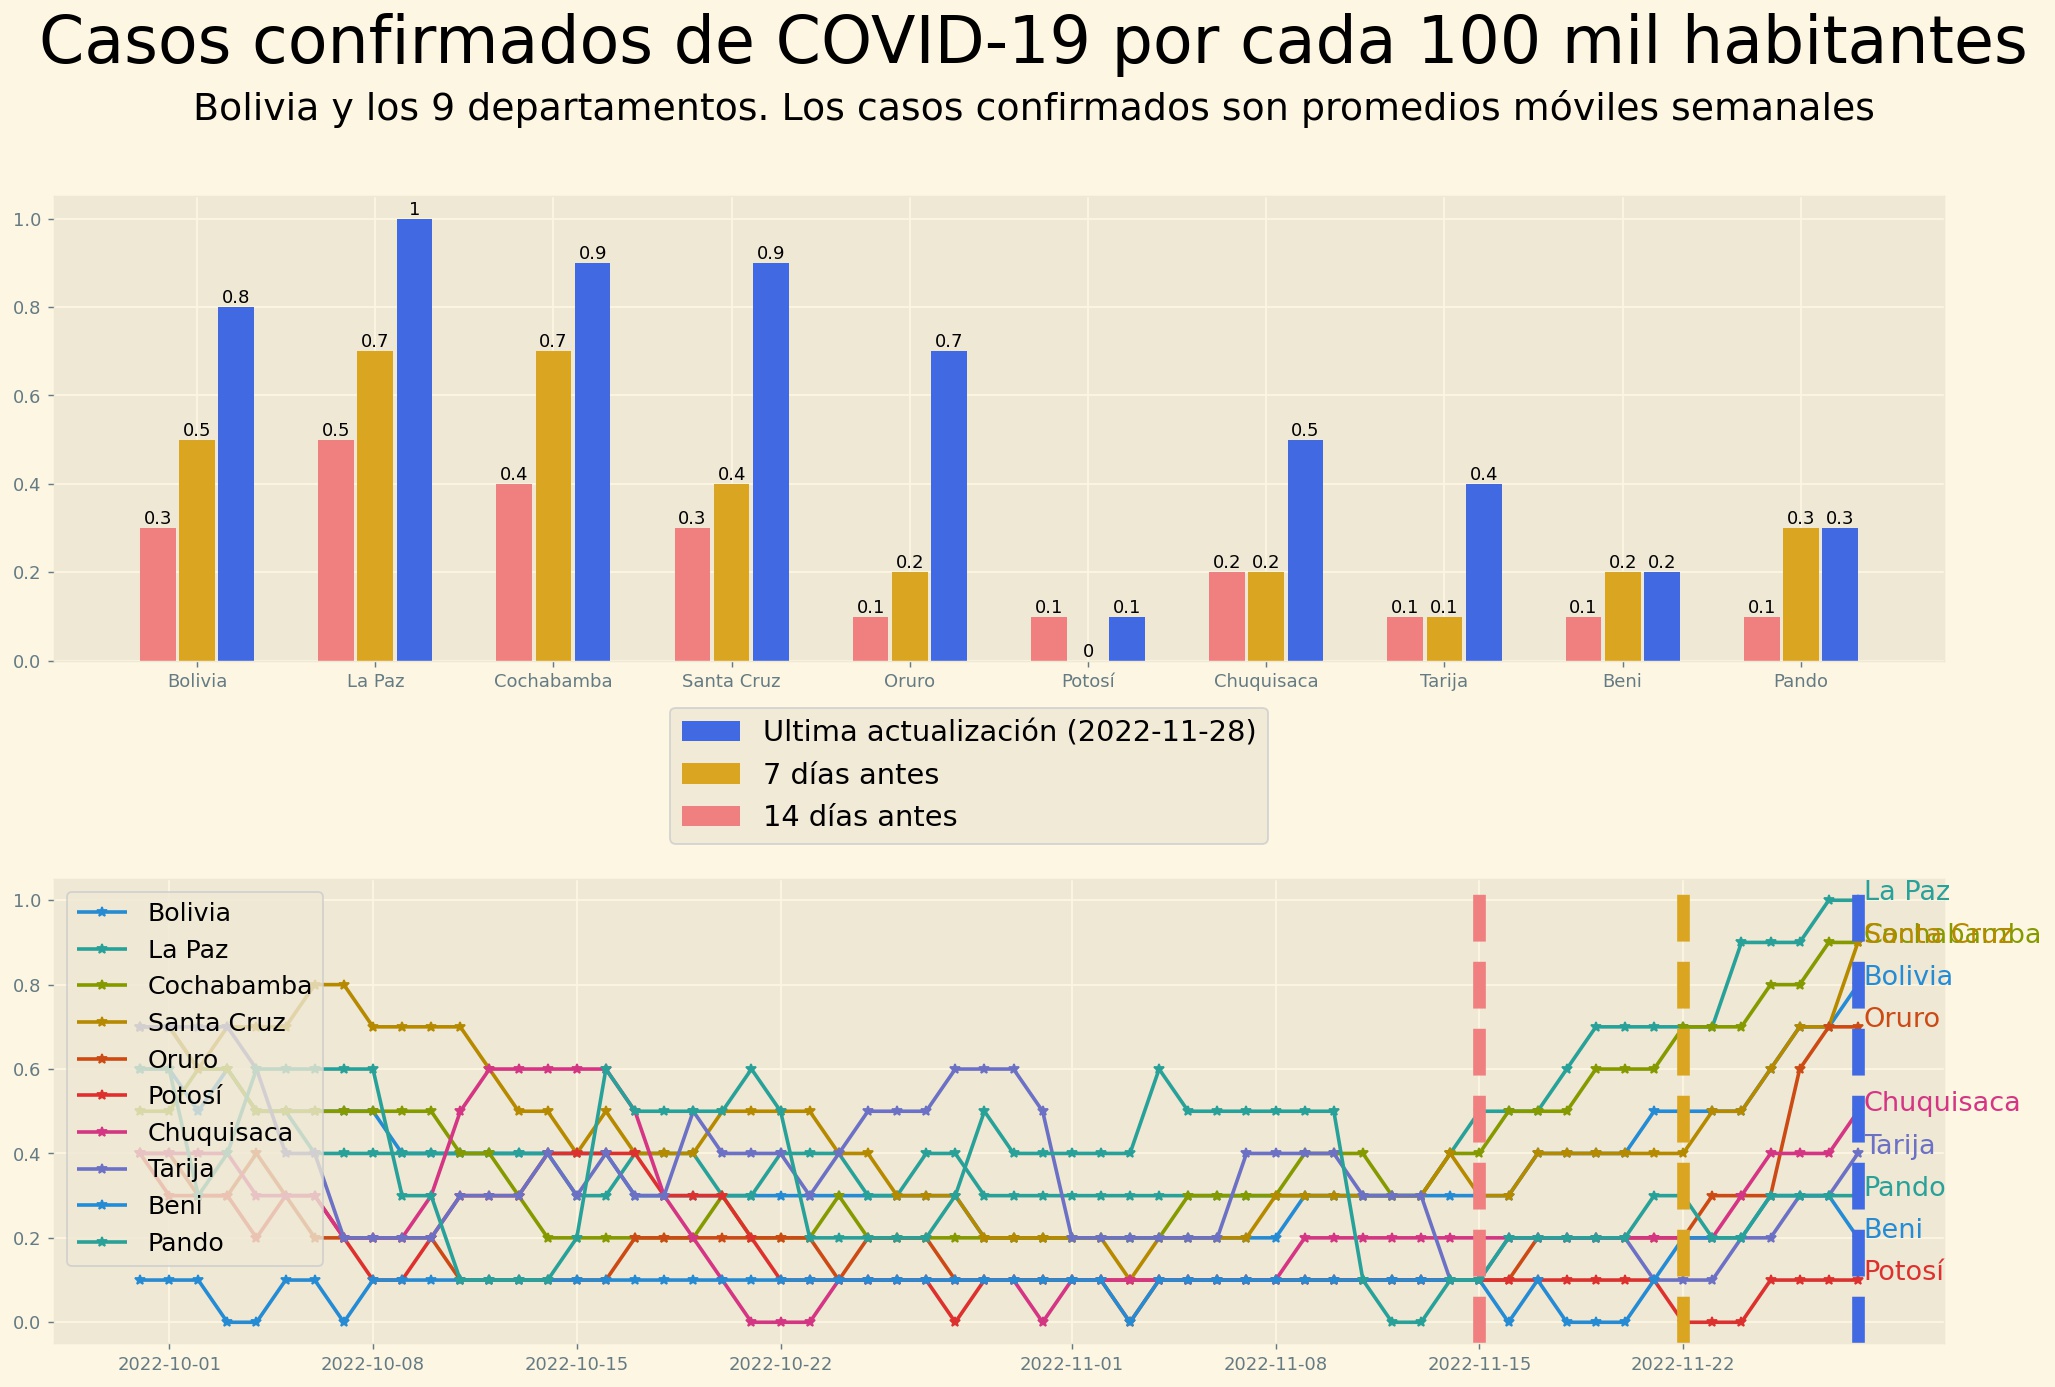 Casos confirmados de COVID-19 por cada 100 mil habitantes
Bolivia y los 9 departamentos. Los casos confirmados son promedios móviles semanales
1.0
0.8
0.6
0.4
0.2
0.0
0.3 0.5 0.8
0.5 0.7 1
0.4 0.7 0.9
0.3 0.4 0.9
0.1 0.2 0.7
0.1 0 0.1
0.2 0.2 0.5
0.1 0.1 0.4
0.1 0.2 0.2
0.1 0.3 0.3
Bolivia La Paz Cochabamba Santa Cruz Oruro Potosí Chuquisaca Tarija Beni Pando
Ultima actualización (2022-11-28)
7 días antes
14 días antes
1.0
0.8
0.6
0.4
0.2
0.0
Bolivia
La Paz
Cochabamba
Santa Cruz
Oruro
Potosí
Chuquisaca
Tarija
Beni
Pando
La Paz
Cochabamba
Santa Cruz
Bolivia
Oruro
Chuquisaca
Tarija
Pando
Beni
Potosí
2022-10-01 2022-10-08 2022-10-15 2022-10-22 2022-11-01 2022-11-08 2022-11-15 2022-11-22